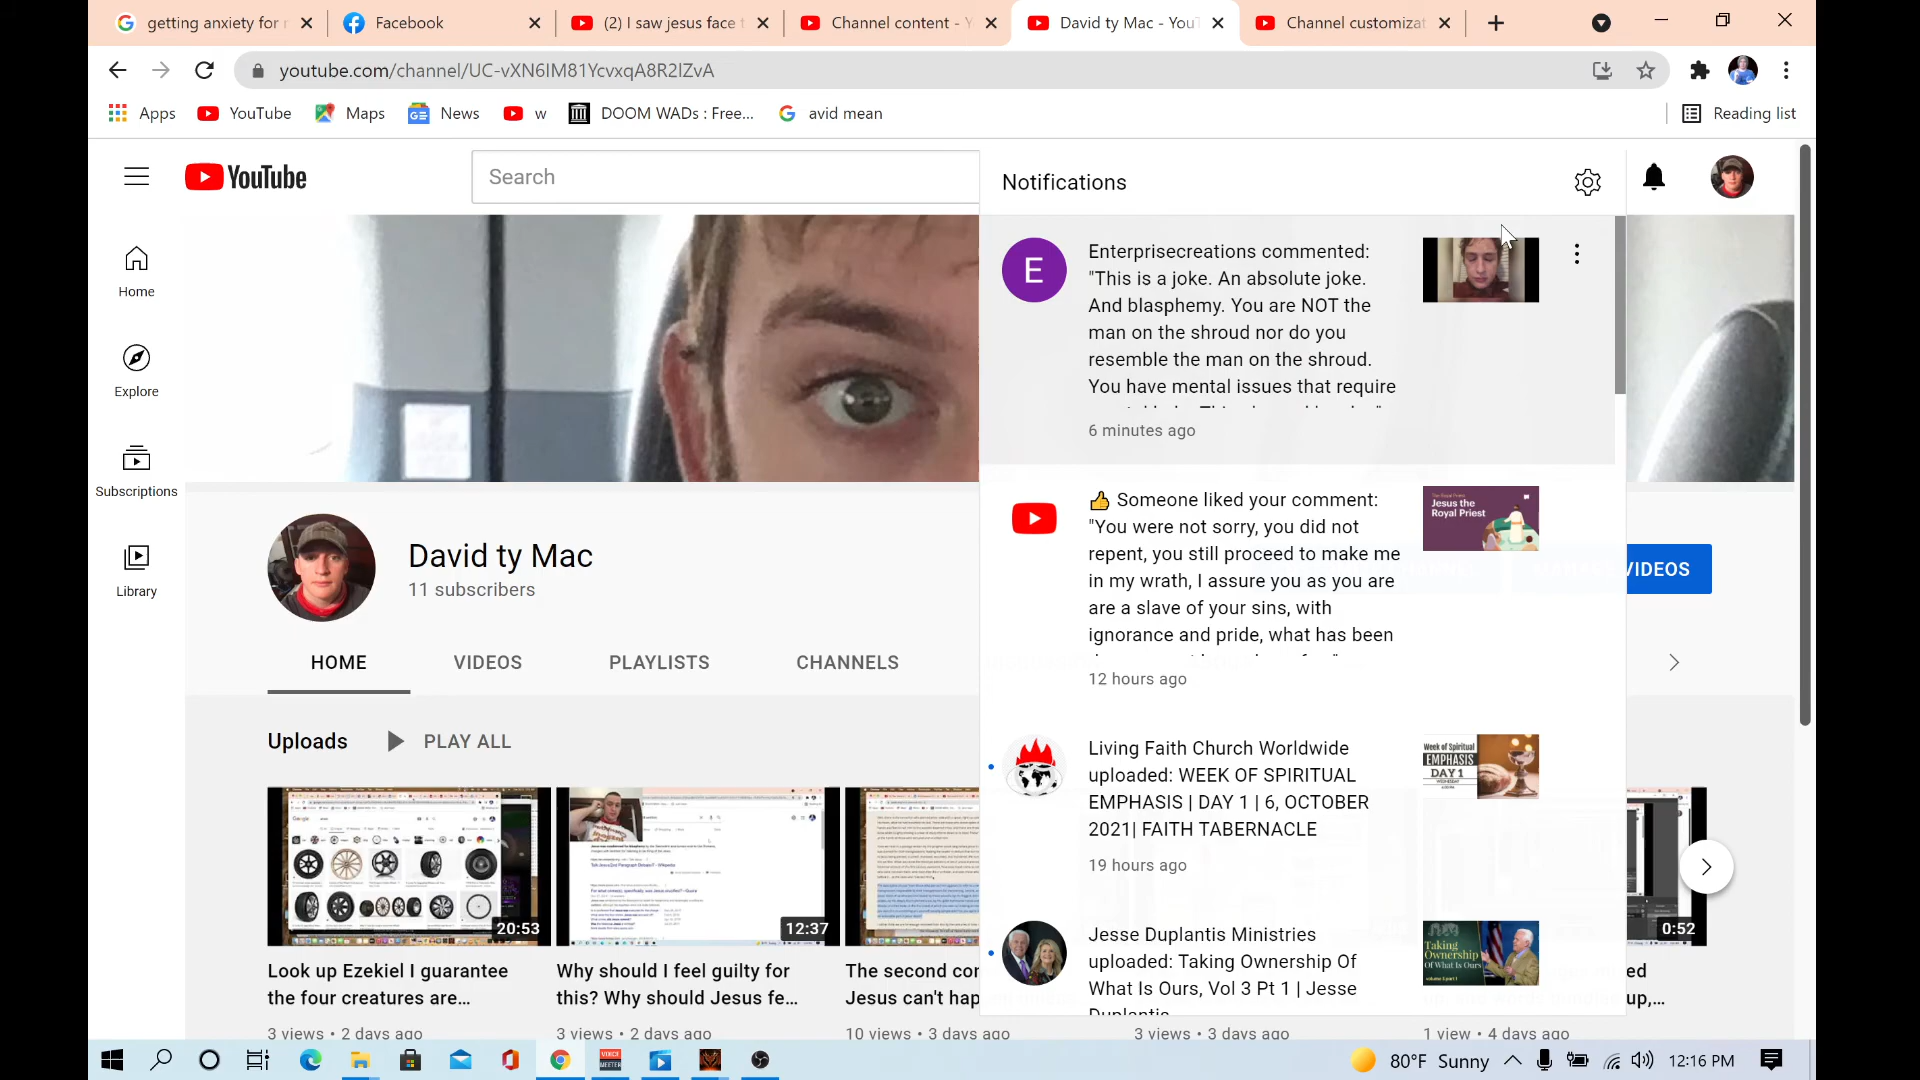 getting anxiety for
Facebook
(2) I saw jesus face
Channel content -
David ty Mac - You
Channel customizat
youtube.com/channel/UC-vXN6IM81YcvxqA8R2lZvA
Apps
YouTube
Maps
News
w
DOOM WADs : Free...
avid mean
Reading list
YouTube
Search
Notifications
Home
Explore
Subscriptions
Library
E
Enterprisecreations commented:
"This is a joke. An absolute joke.
And blasphemy. You are NOT the
man on the shroud nor do you
resemble the man on the shroud.
You have mental issues that require
6 minutes ago
👍 Someone liked your comment:
"You were not sorry, you did not
repent, you still proceed to make me
in my wrath, I assure you as you are
are a slave of your sins, with
ignorance and pride, what has been
12 hours ago
Jesus the
Royal Priest
David ty Mac
11 subscribers
VIDEOS
HOME
VIDEOS
PLAYLISTS
CHANNELS
Uploads
PLAY ALL
Living Faith Church Worldwide
uploaded: WEEK OF SPIRITUAL
EMPHASIS | DAY 1 | 6, OCTOBER
2021| FAITH TABERNACLE
19 hours ago
Week of Spiritual
EMPHASIS
DAY 1
Jesse Duplantis Ministries
uploaded: Taking Ownership Of
What Is Ours, Vol 3 Pt 1 | Jesse
Duplantis
Taking
Ownership
Of What Is Ours
20:53
12:37
0:52
Look up Ezekiel I guarantee
the four creatures are...
3 views • 2 days ago
Why should I feel guilty for
this? Why should Jesus fe...
3 views • 2 days ago
The second con
Jesus can't hap
10 views • 3 days ago
3 views • 3 days ago
up,...
1 view • 4 days ago
80°F Sunny
12:16 PM